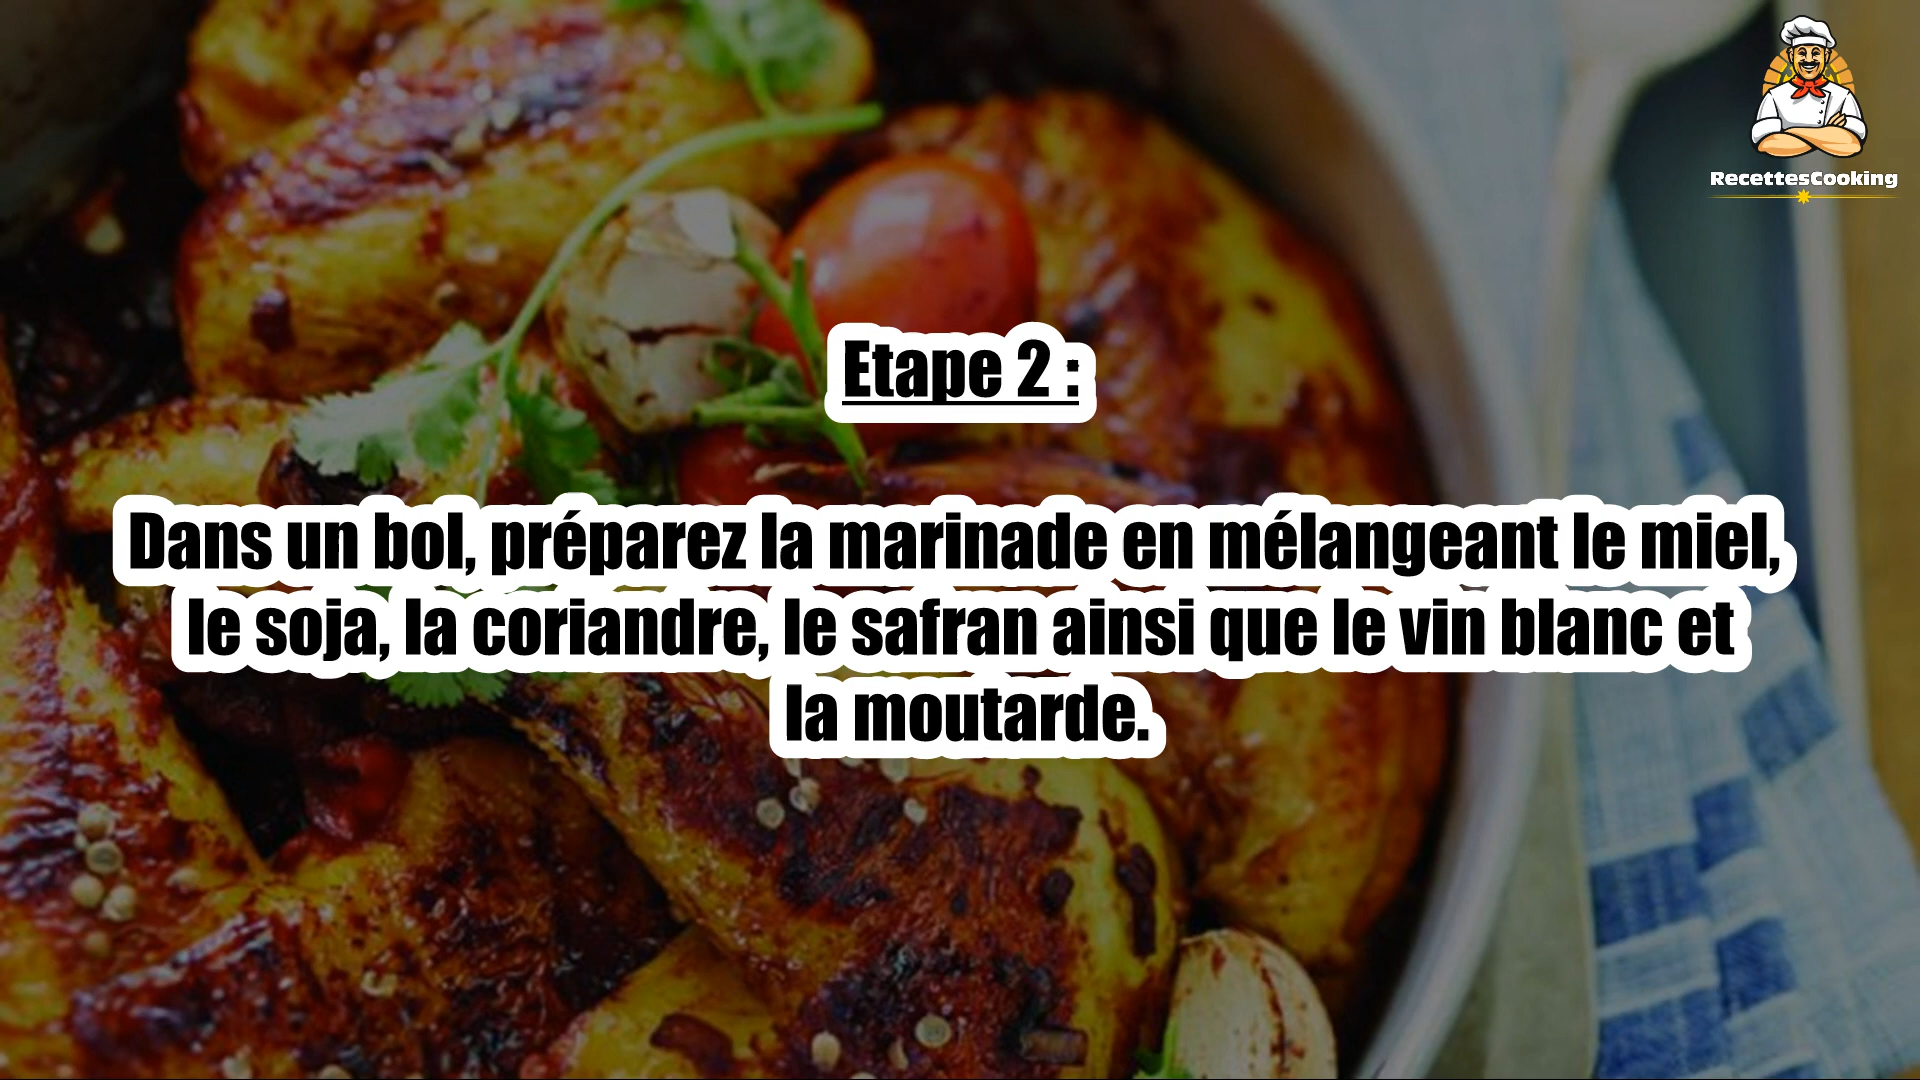 RecettesCooking
Etape 2 :
Dans un bol, préparez la marinade en mélangeant le miel,
le soja, la coriandre, le safran ainsi que le vin blanc et
la moutarde.